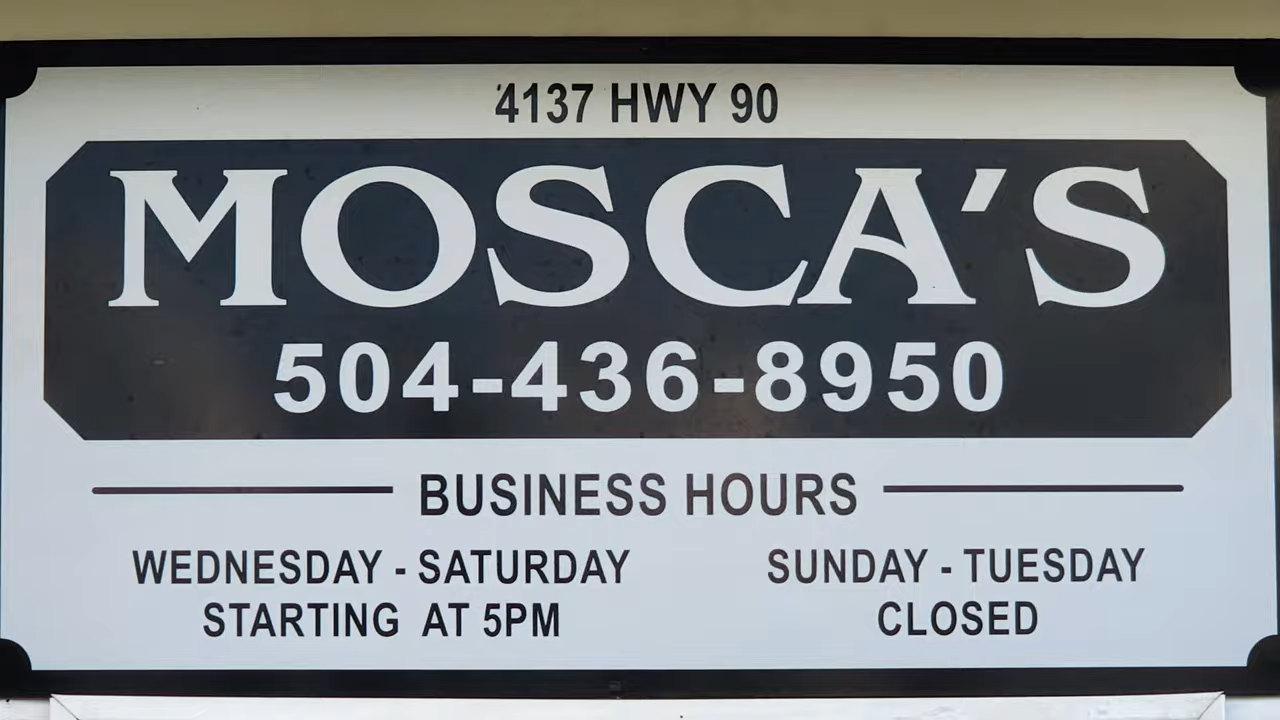 4137 HWY 90
MOSCA'S
504-436-8950
BUSINESS HOURS
WEDNESDAY - SATURDAY
STARTING AT 5PM
SUNDAY - TUESDAY
CLOSED